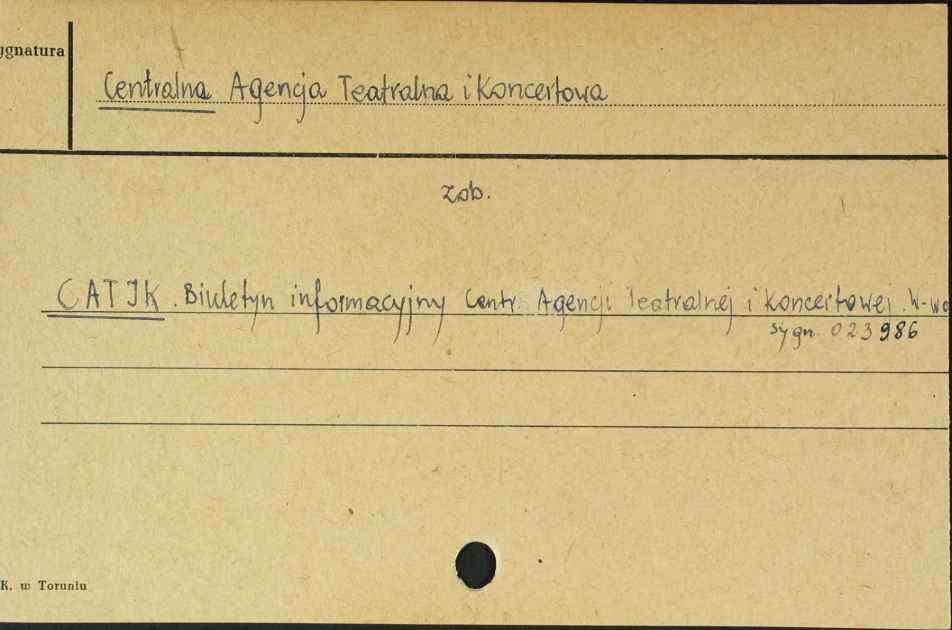 ygnatura
Centralna Agencja Teatralna i Koncertowa
zob.
CATIK. Biuletyn informacyjny Centr. Agencji Teatralnej i Koncertowej. W-wa
sygn. 023986
K. w Toruniu